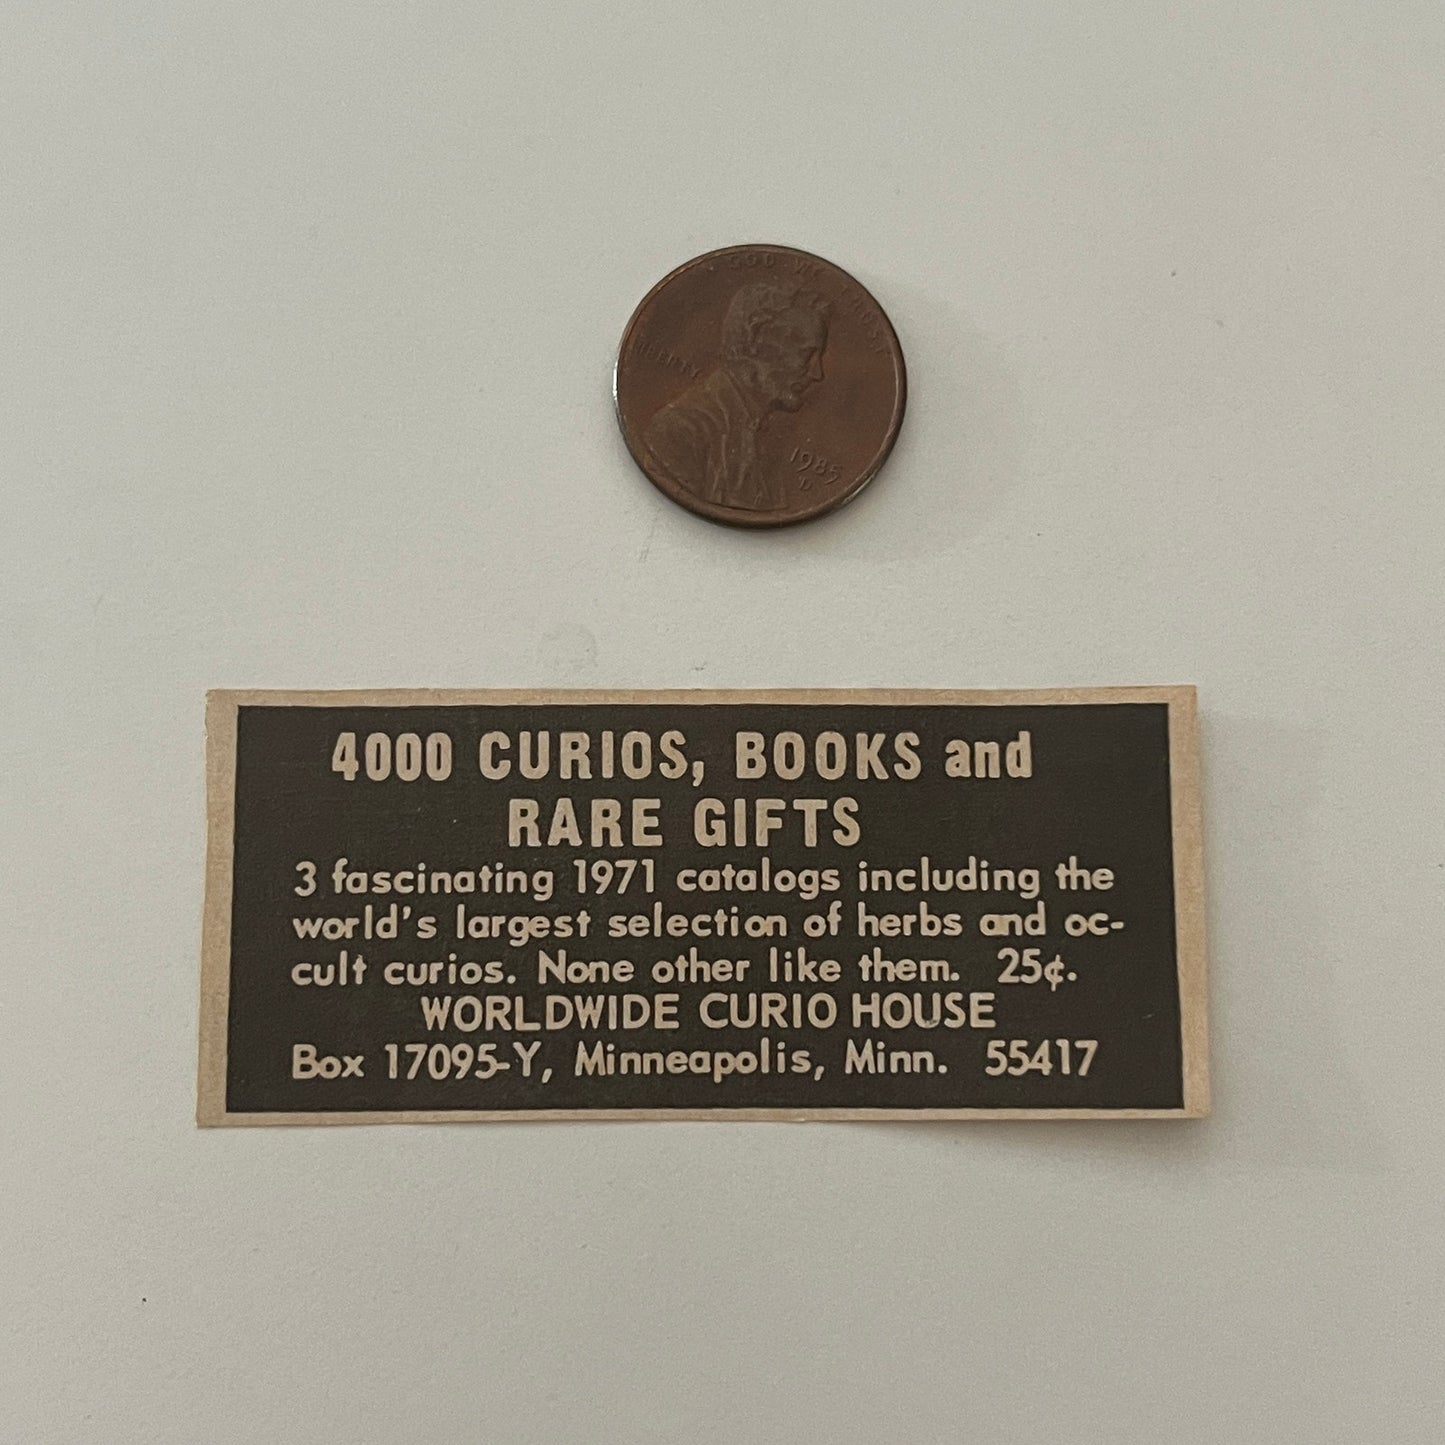 GOD WE TRUST
LIBERTY
1985
D
4000 CURIOS, BOOKS and
RARE GIFTS
3 fascinating 1971 catalogs including the
world's largest selection of herbs and oc-
cult curios. None other like them. 25¢.
WORLDWIDE CURIO HOUSE
Box 17095-Y, Minneapolis, Minn. 55417